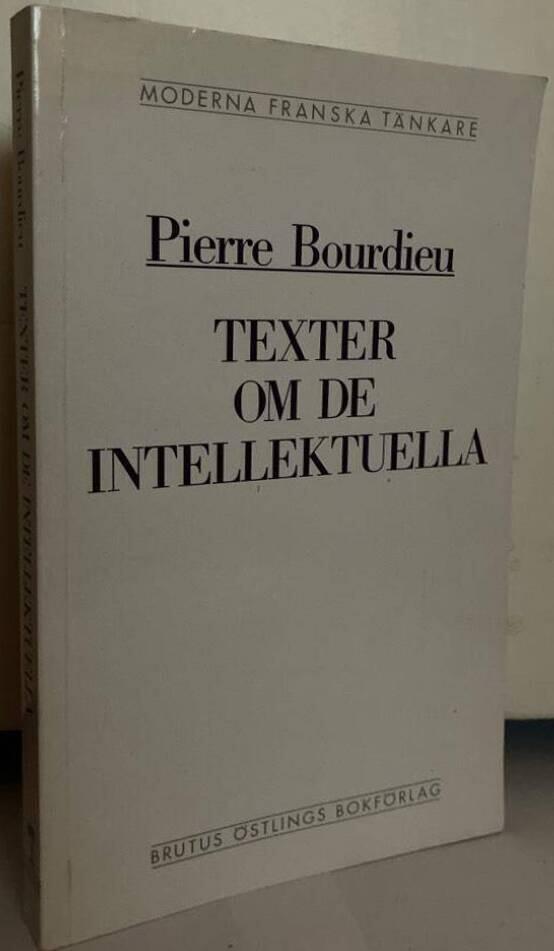 MODERNA FRANSKA TÄNKARE
Pierre Bourdieu
TEXTER
OM DE
INTELLEKTUELLA
BRUTUS ÖSTLINGS BOKFÖRLAG
Pierre Bourdieu TEXTER OM DE INTELLEKTUELLA